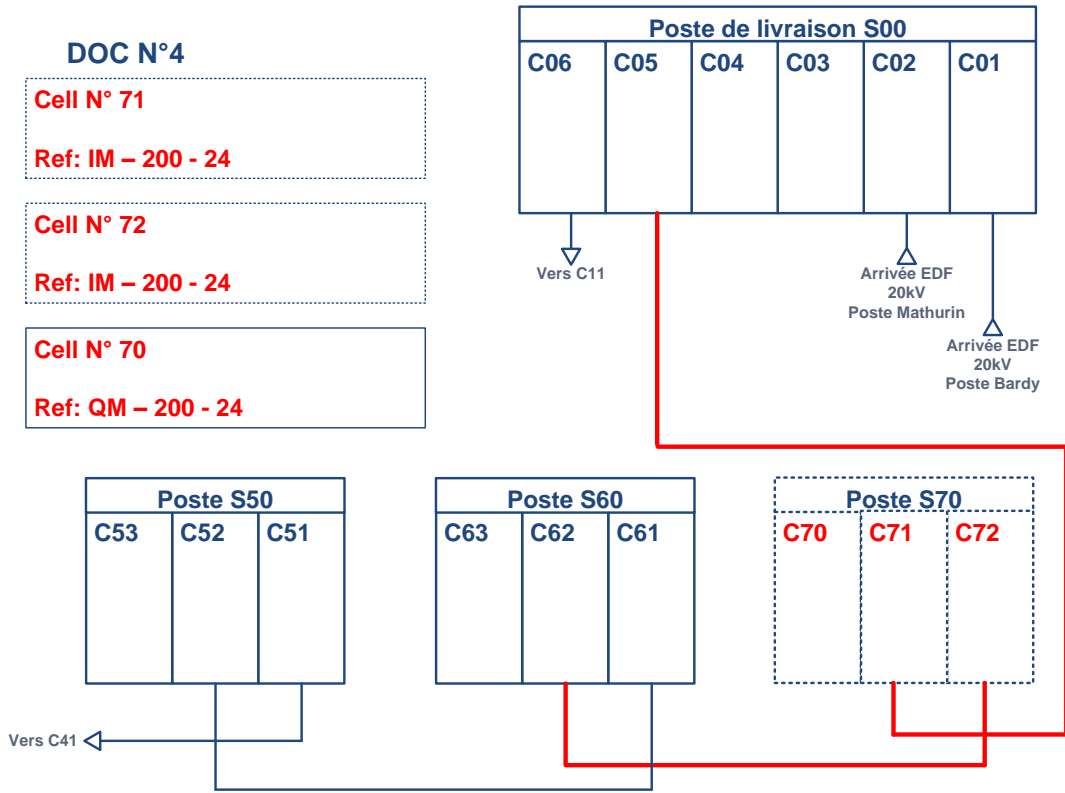 DOC N°4
Cell N° 71
Ref: IM – 200 - 24
Cell N° 72
Ref: IM – 200 - 24
Cell N° 70
Ref: QM – 200 - 24
Poste de livraison S00
C06 C05 C04 C03 C02 C01
Vers C11
Arrivée EDF
20kV
Poste Mathurin
Arrivée EDF
20kV
Poste Bardy
Poste S50
C53 C52 C51
Vers C41
Poste S60
C63 C62 C61
Poste S70
C70 C71 C72